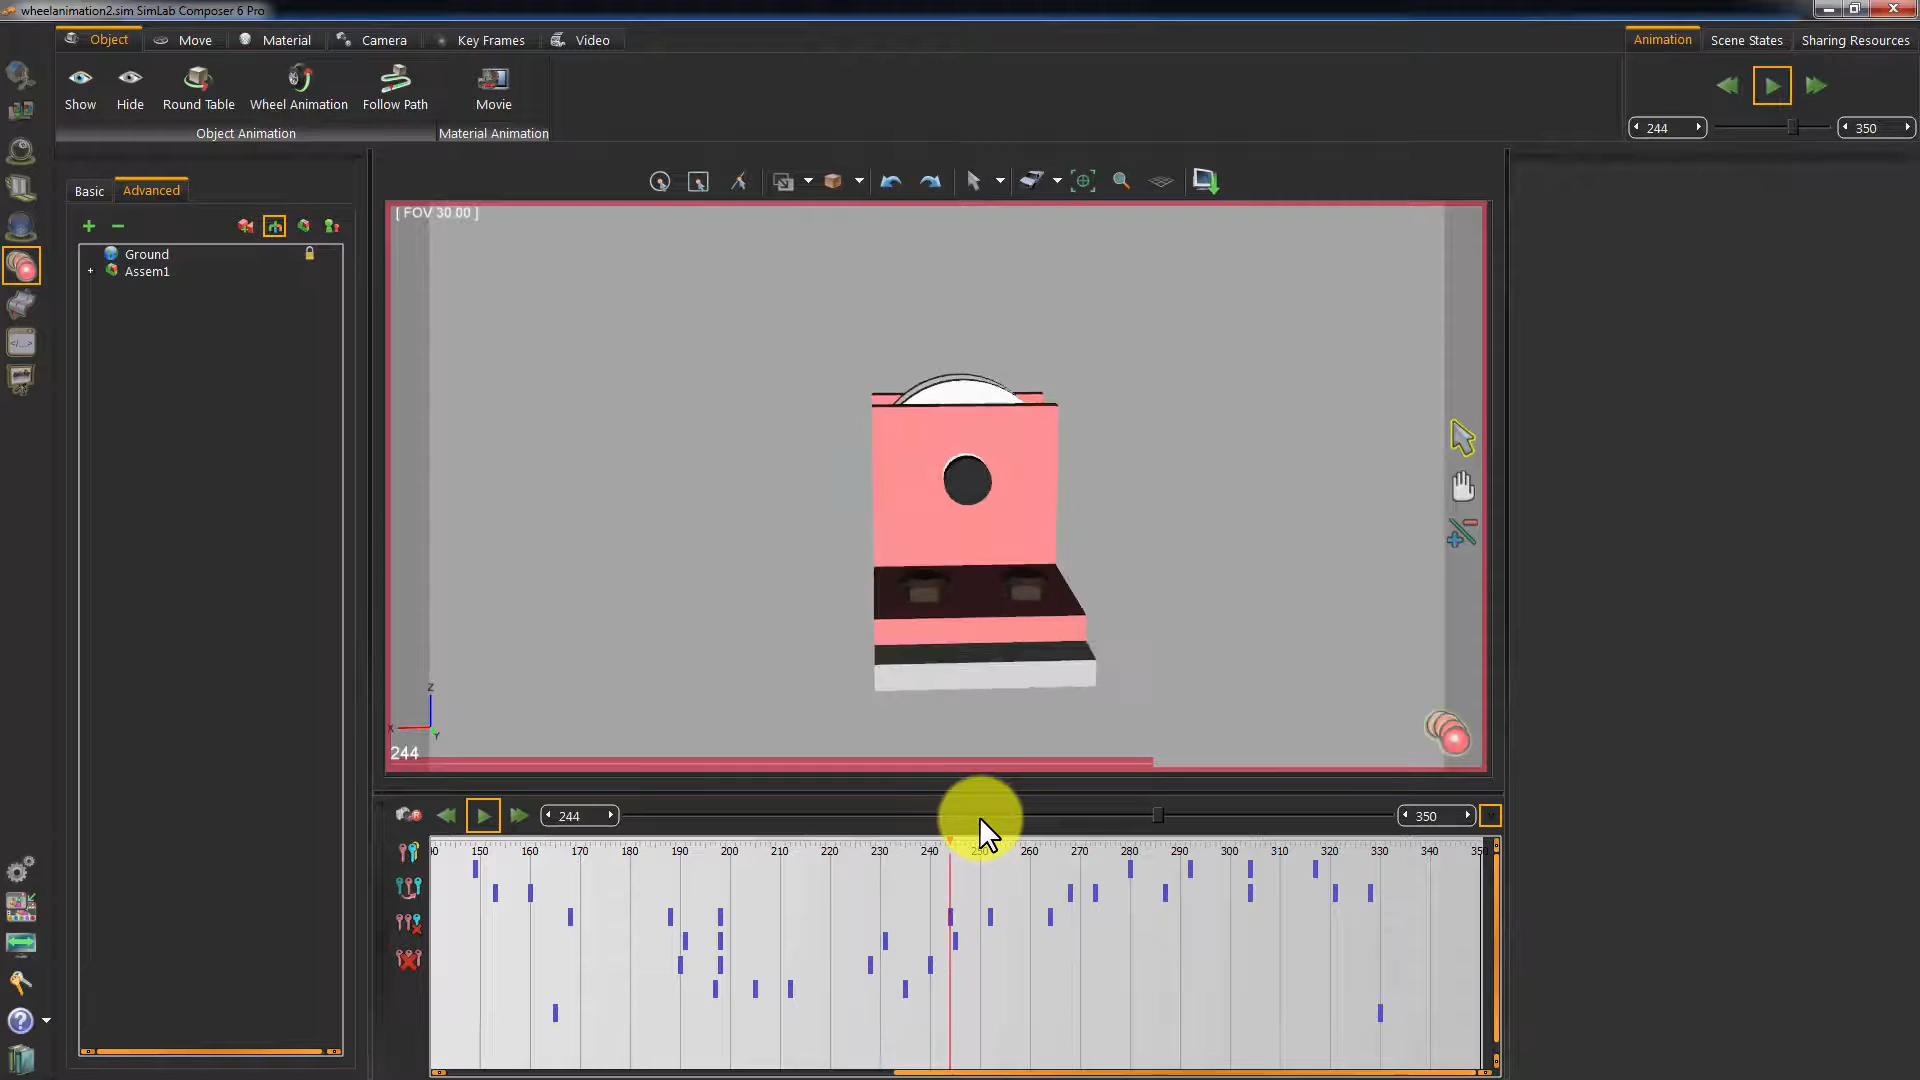 wheelanimation2.sim SimLab Composer 6 Pro
Object Move Material Camera Key Frames Video
Animation Scene States Sharing Resources
Show Hide Round Table Wheel Animation Follow Path Movie
Object Animation Material Animation
244 350
Basic Advanced
[ FOV 30.00 ]
Ground
Assem1
Z
X
Y
244
244 350
150 160 170 180 190 200 210 220 230 240 250 260 270 280 290 300 310 320 330 340